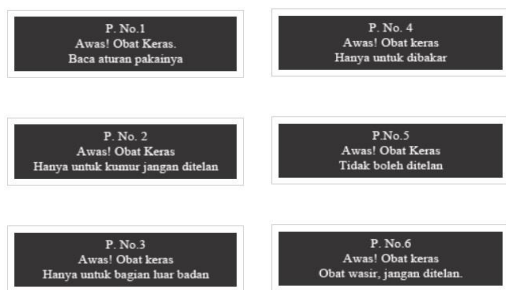 P. No.1
Awas! Obat Keras.
Baca aturan pakainya
P. No. 2
Awas! Obat Keras
Hanya untuk kumur jangan ditelan
P. No.3
Awas! Obat keras
Hanya untuk bagian luar badan
P. No. 4
Awas! Obat keras
Hanya untuk dibakar
P.No.5
Awas! Obat Keras
Tidak boleh ditelan
P. No.6
Awas! Obat keras
Obat wasir, jangan ditelan.